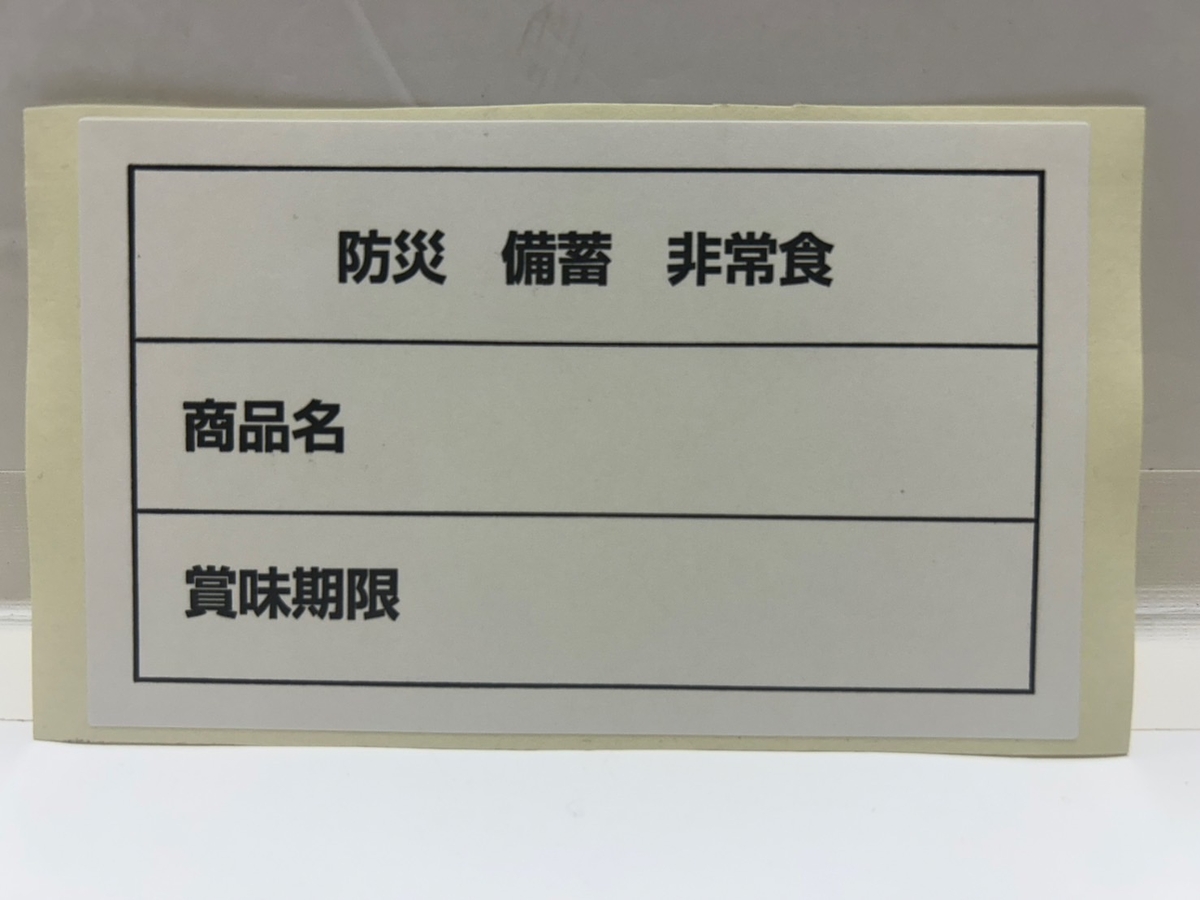 防災　備蓄　非常食
商品名
賞味期限